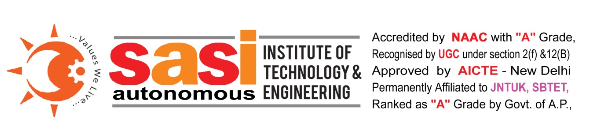 ...Values We Live...
sasi
autonomous
INSTITUTE OF
TECHNOLOGY &
ENGINEERING
Accredited by NAAC with "A" Grade,
Recognised by UGC under section 2(f) &12(B)
Approved by AICTE - New Delhi
Permanently Affiliated to JNTUK, SBTET,
Ranked as "A" Grade by Govt. of A.P.,